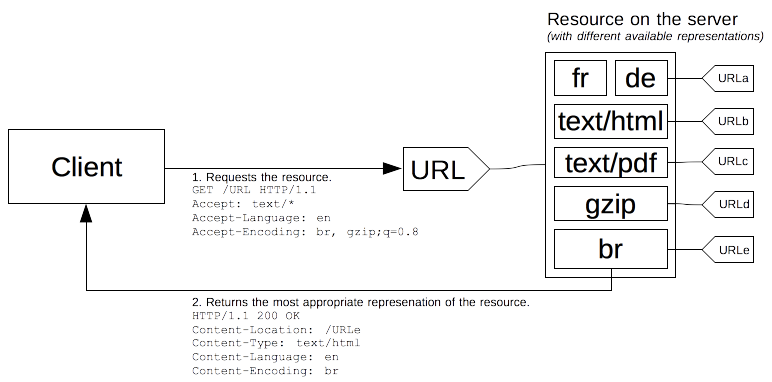 Resource on the server
(with different available representations)
fr
de
URLa
text/html
URLb
Client
URL
text/pdf
URLc
1. Requests the resource.
GET /URL HTTP/1.1
Accept: text/*
Accept-Language: en
Accept-Encoding: br, gzip;q=0.8
gzip
URLd
br
URLe
2. Returns the most appropriate represenation of the resource.
HTTP/1.1 200 OK
Content-Location: /URLe
Content-Type: text/html
Content-Language: en
Content-Encoding: br